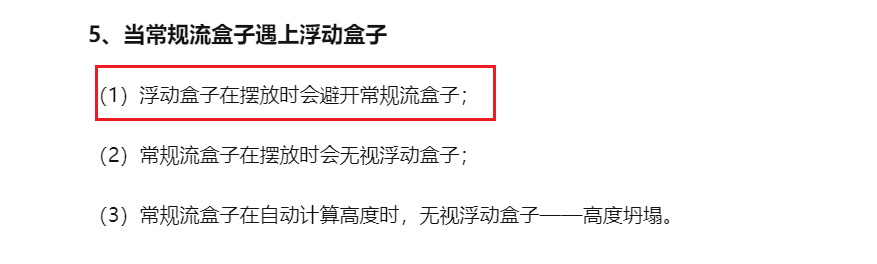 5、当常规流盒子遇上浮动盒子
（1）浮动盒子在摆放时会避开常规流盒子；
（2）常规流盒子在摆放时会无视浮动盒子；
（3）常规流盒子在自动计算高度时，无视浮动盒子——高度坍塌。